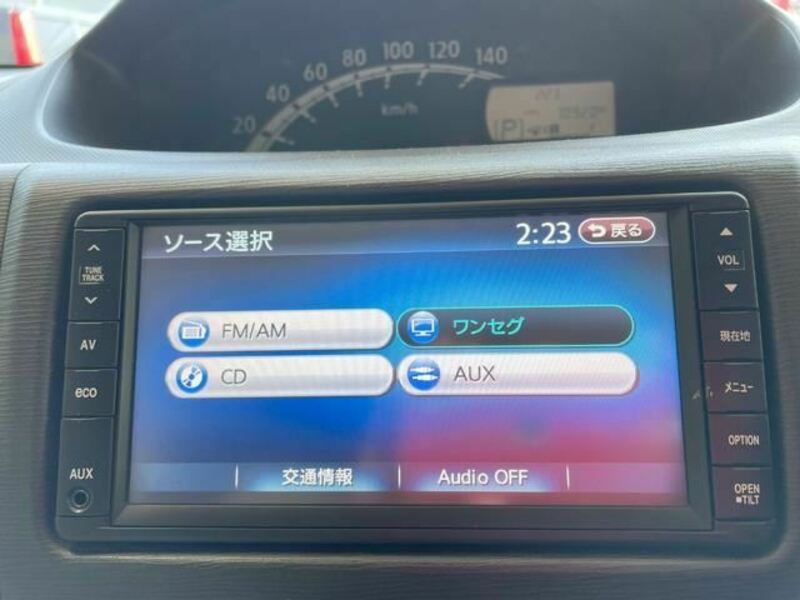 20 40 60 80 100 120 140
km/h
P
ソース選択 2:23 戻る
TUNE
TRACK
AV
eco
AUX
FM/AM ワンセグ
CD AUX
交通情報 Audio OFF
VOL
現在地
メニュー
OPTION
OPEN
TILT